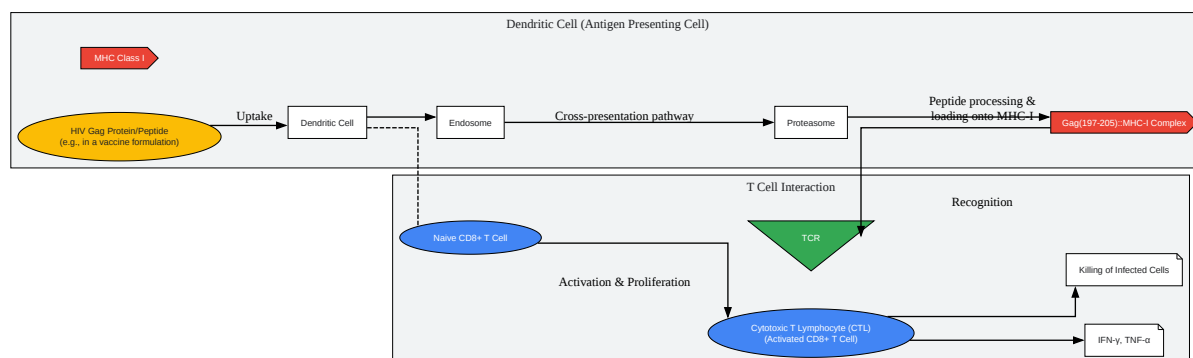 Dendritic Cell (Antigen Presenting Cell)
MHC Class I
HIV Gag Protein/Peptide
(e.g., in a vaccine formulation)
Uptake
Dendritic Cell
Endosome
Cross-presentation pathway
Proteasome
Peptide processing &
loading onto MHC-I
Gag(197-205)::MHC-I Complex
T Cell Interaction
Recognition
Naive CD8+ T Cell
TCR
Activation & Proliferation
Killing of Infected Cells
Cytotoxic T Lymphocyte (CTL)
(Activated CD8+ T Cell)
IFN-γ, TNF-α